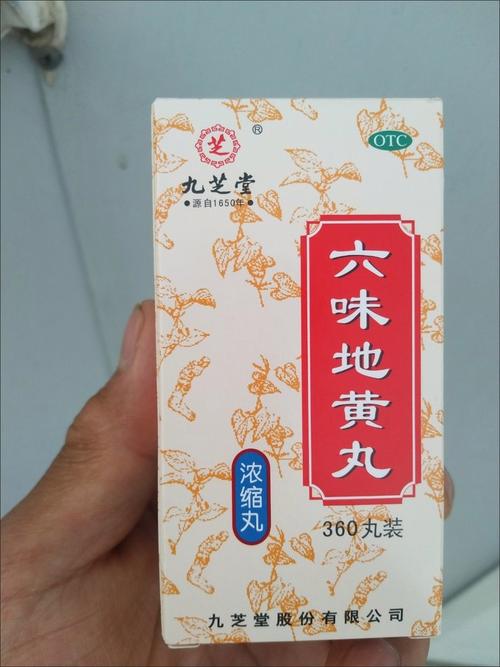 芝®
OTC
九芝堂
●源自1650年●
六味地黄丸
浓缩丸
360丸装
九芝堂股份有限公司